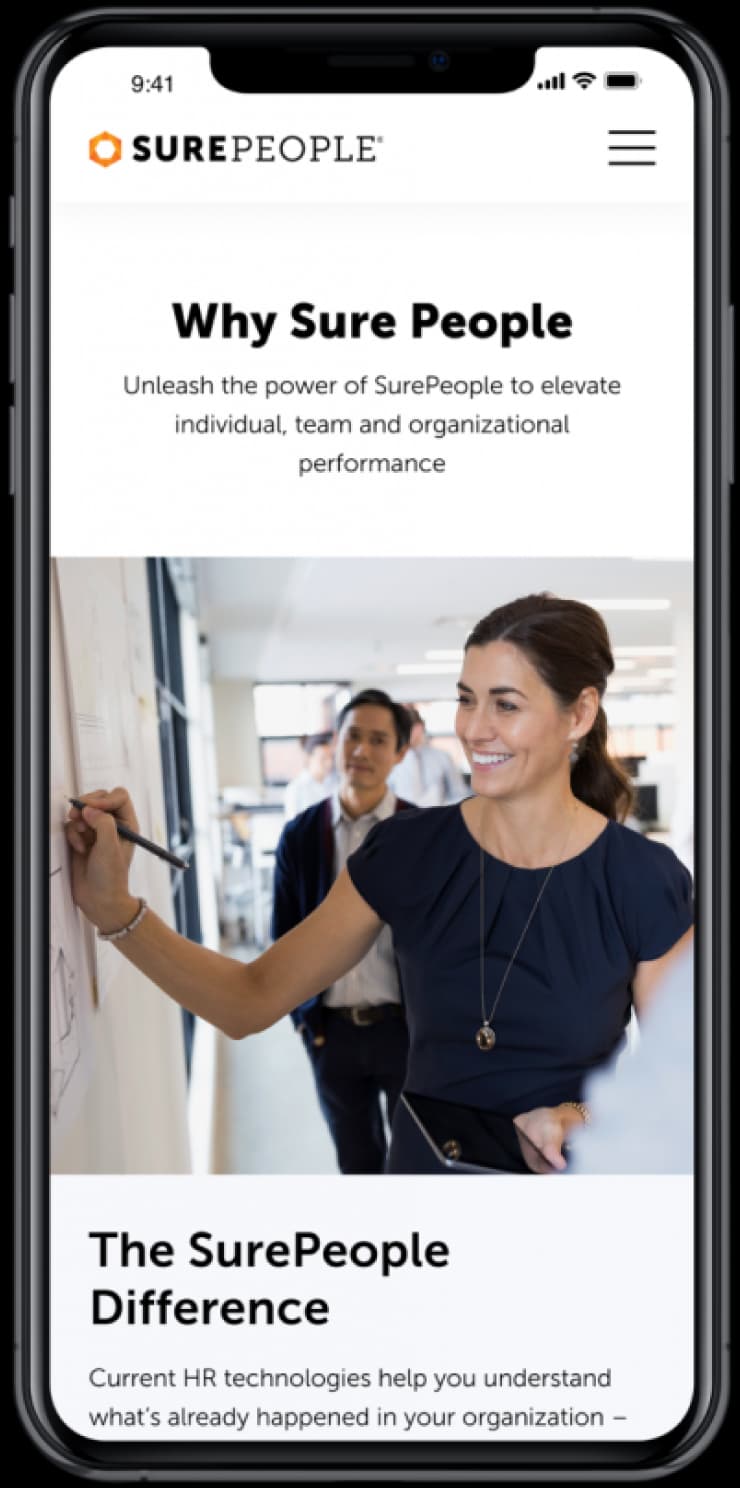 9:41
SUREPEOPLE®
Why Sure People
Unleash the power of SurePeople to elevate
individual, team and organizational
performance
The SurePeople
Difference
Current HR technologies help you understand
what's already happened in your organization –